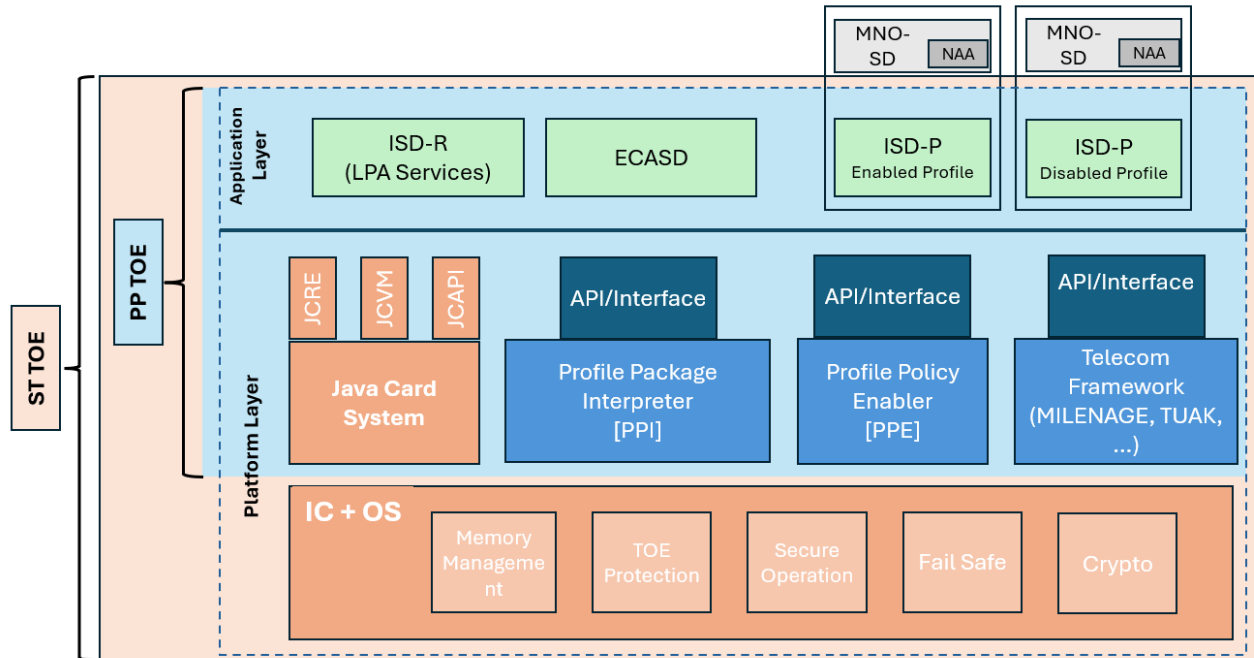 MNO-
SD
NAA
MNO-
SD
NAA
Application
Layer
ISD-R
(LPA Services)
ECASD
ISD-P
Enabled Profile
ISD-P
Disabled Profile
ST TOE
PP TOE
Platform Layer
JCRE
JCVM
JCAPI
API/Interface
API/Interface
API/Interface
Java Card
System
Profile Package
Interpreter
[PPI]
Profile Policy
Enabler
[PPE]
Telecom
Framework
(MILENAGE, TUAK,
...)
IC + OS
Memory
Manageme
nt
TOE
Protection
Secure
Operation
Fail Safe
Crypto